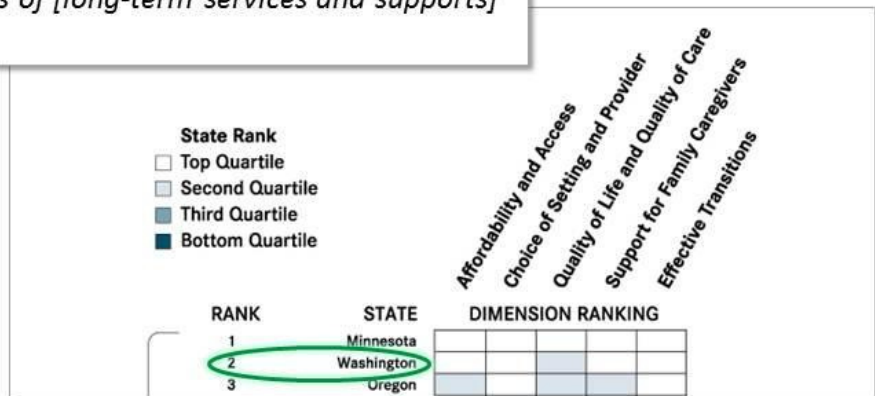 s of [long-term services and supports]
State Rank
Top Quartile
Second Quartile
Third Quartile
Bottom Quartile
Affordability and Access
Choice of Setting and Provider
Quality of Life and Quality of Care
Support for Family Caregivers
Effective Transitions
RANK STATE DIMENSION RANKING
1 Minnesota
2 Washington
3 Oregon